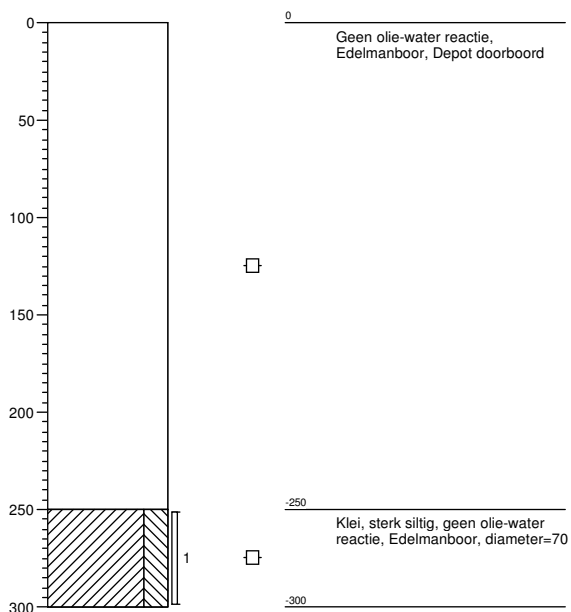 0
50
100
150
200
250
300
1
0
Geen olie-water reactie,
Edelmanboor, Depot doorboord
-250
Klei, sterk siltig, geen olie-water
reactie, Edelmanboor, diameter=70
-300